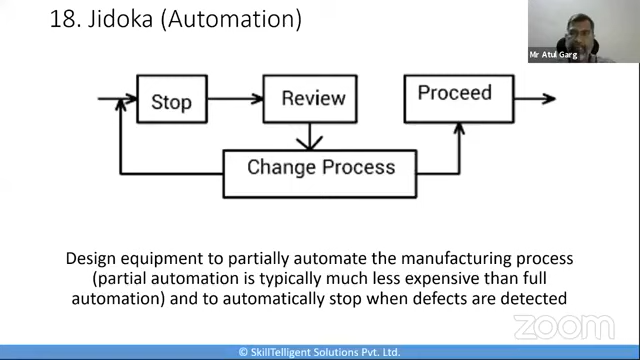 18. Jidoka (Automation)
Mr Atul Garg
Stop
Review
Proceed
Change Process
Design equipment to partially automate the manufacturing process
(partial automation is typically much less expensive than full
automation) and to automatically stop when defects are detected
zoom
© SkillTelligent Solutions Pvt. Ltd.